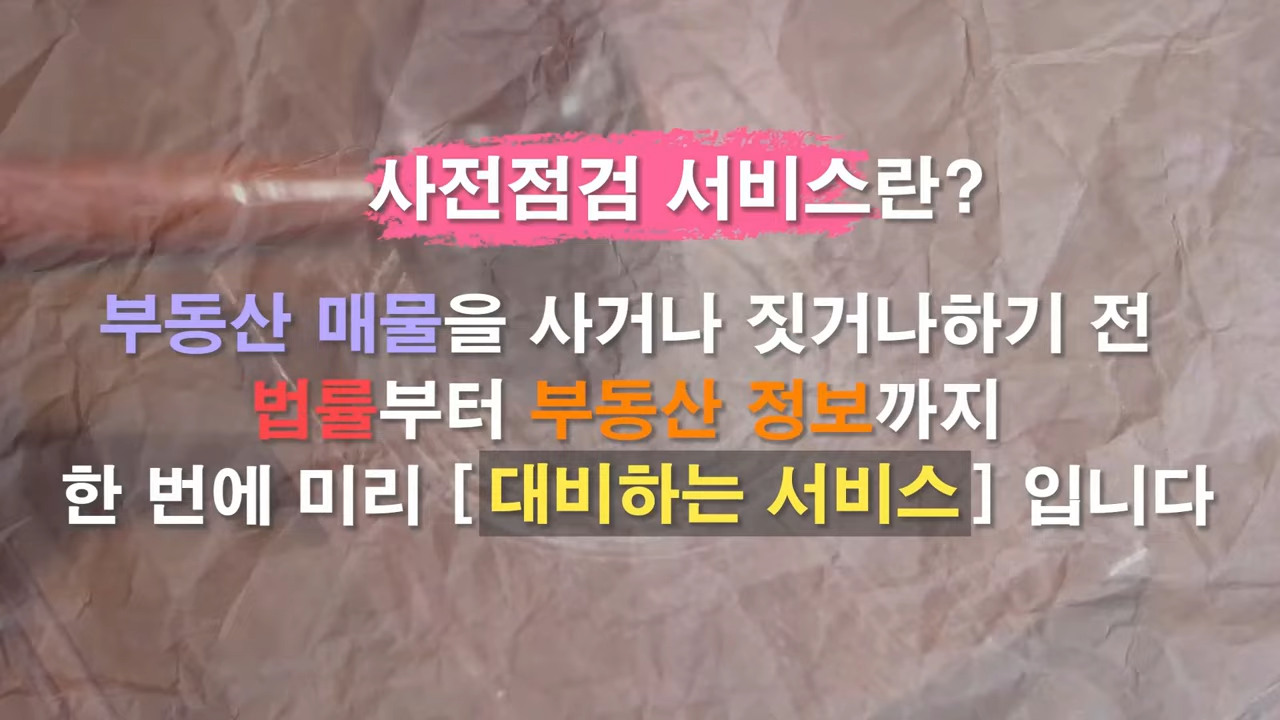 사전점검 서비스란?
부동산 매물을 사거나 짓거나하기 전
법률부터 부동산 정보까지
한 번에 미리 [대비하는 서비스] 입니다